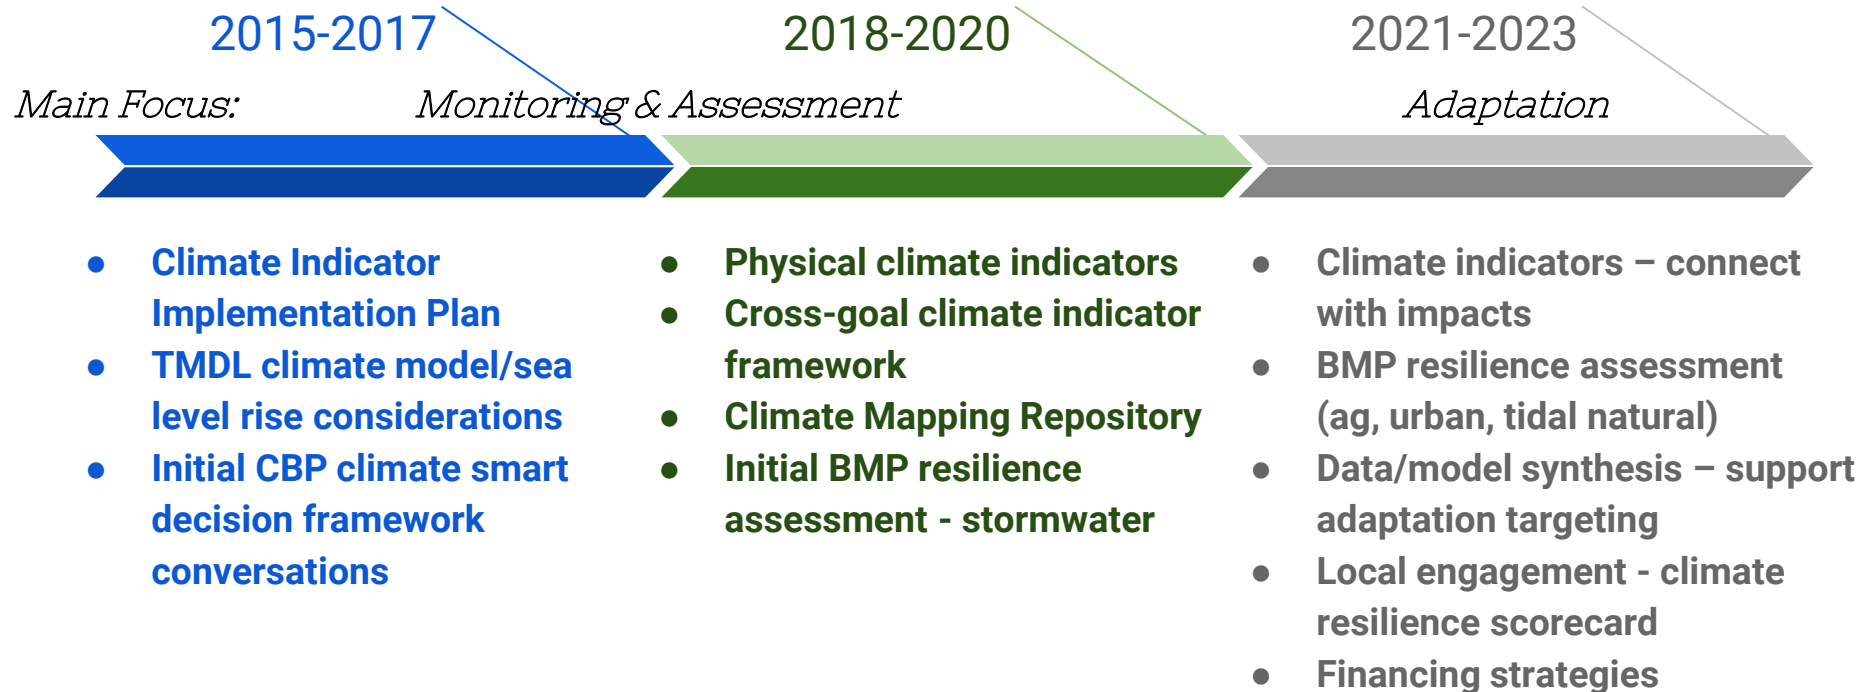 2015-2017
2018-2020
2021-2023
Main Focus:
Monitoring & Assessment
Adaptation
● Climate Indicator
Implementation Plan
● TMDL climate model/sea
level rise considerations
● Initial CBP climate smart
decision framework
conversations
● Physical climate indicators
● Cross-goal climate indicator
framework
● Climate Mapping Repository
● Initial BMP resilience
assessment - stormwater
● Climate indicators – connect
with impacts
● BMP resilience assessment
(ag, urban, tidal natural)
● Data/model synthesis – support
adaptation targeting
● Local engagement - climate
resilience scorecard
● Financing strategies